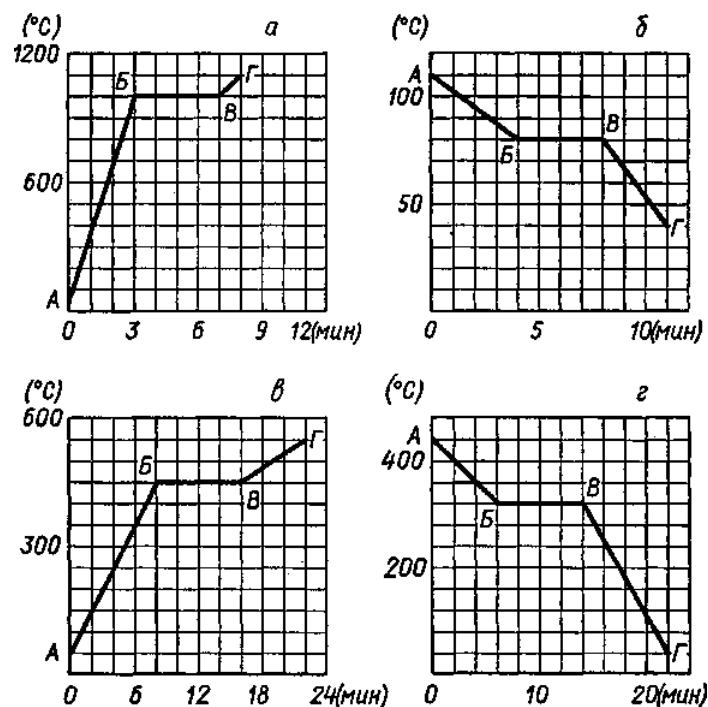 (°С) а
1200
600
А Б В Г
0 3 6 9 12(мин)
(°С) б
100
50
А Б В Г
0 5 10(мин)
(°С) в
600
300
А Б В Г
0 6 12 18 24(мин)
(°С) г
400
200
А Б В Г
0 10 20(мин)